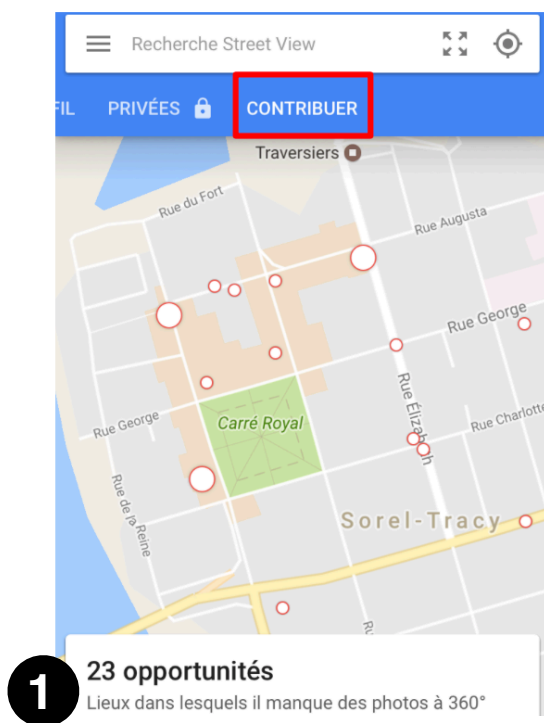 Recherche Street View
FIL PRIVÉES CONTRIBUER
Traversiers
Rue du Fort
Rue Augusta
Rue George
Rue Élizabeth
Carré Royal
Rue George
Rue Charlotte
Rue de la Reine
Sorel-Tracy
Ru
1
23 opportunités
Lieux dans lesquels il manque des photos à 360°